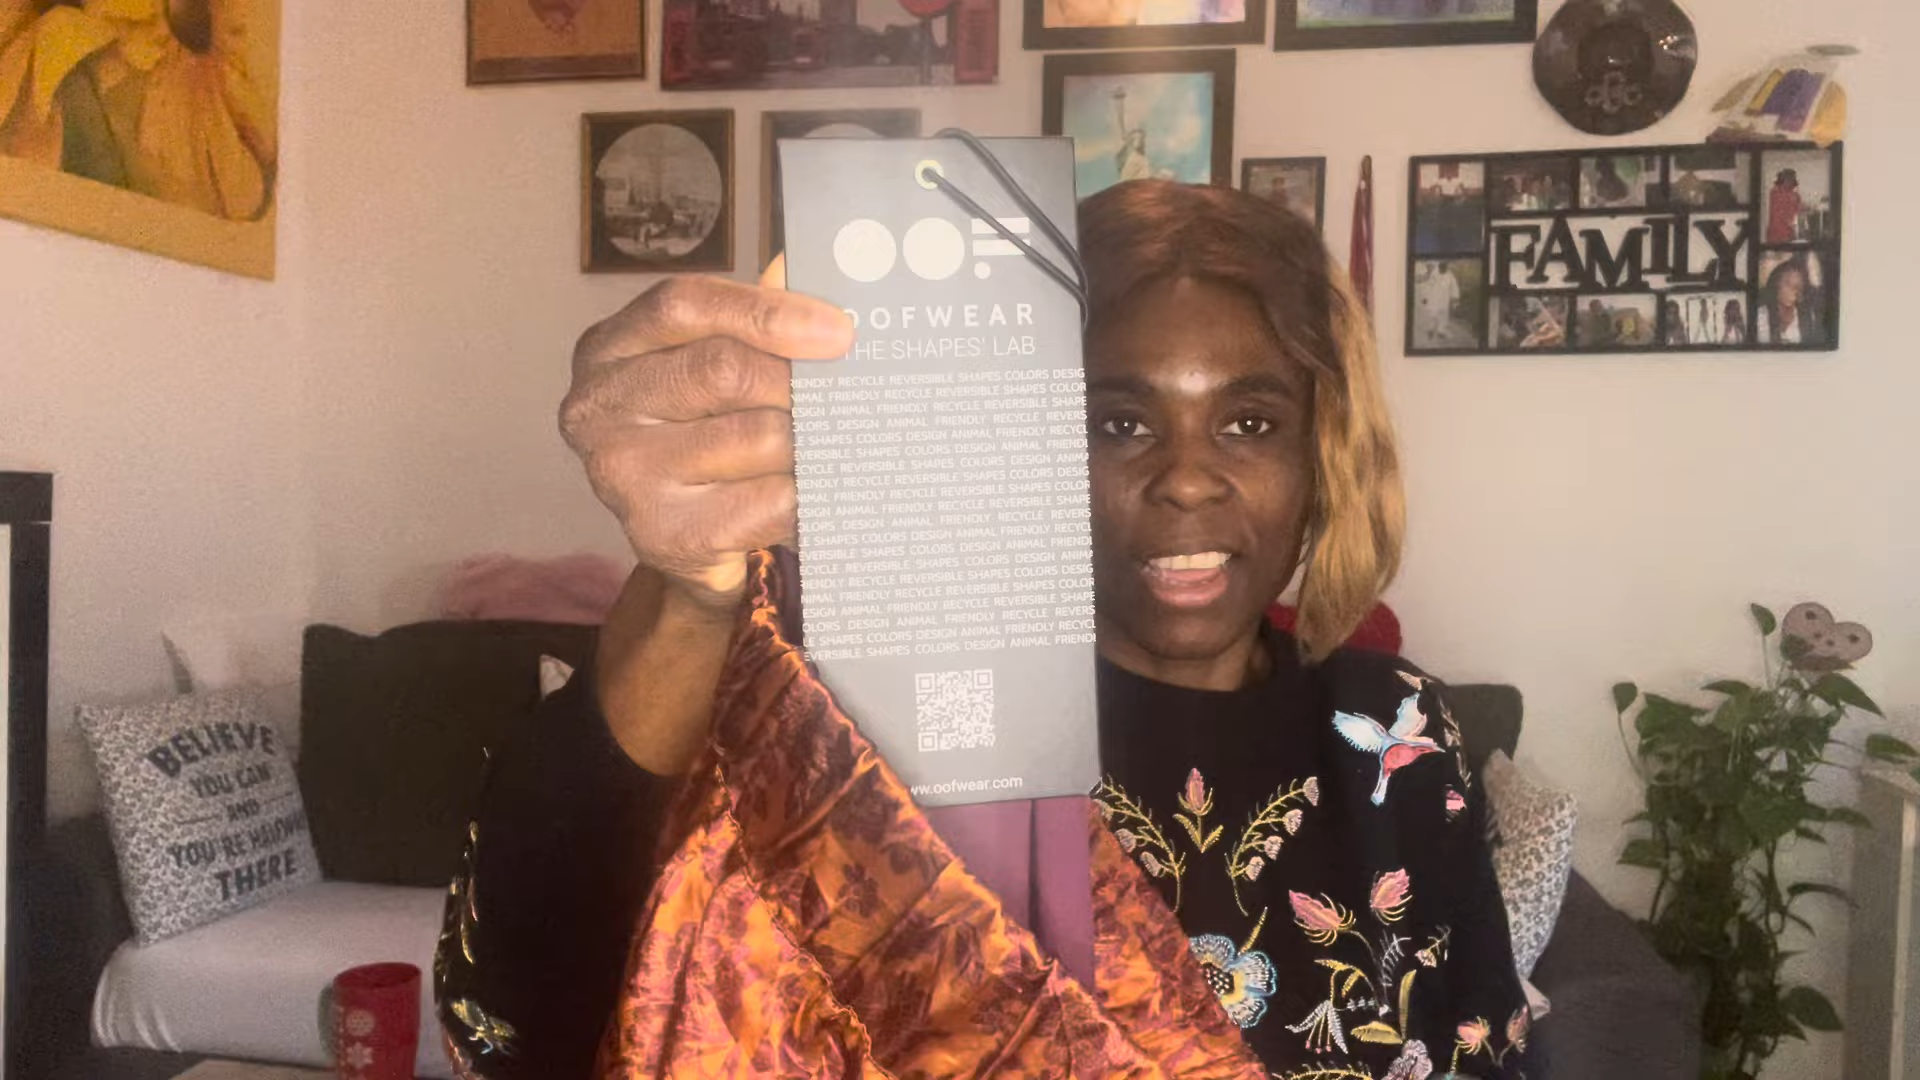 OOF
OOFWEAR
THE SHAPES' LAB
RIENDLY RECYCLE REVERSIBLE SHAPES COLORS DESIG
NIMAL FRIENDLY RECYCLE REVERSIBLE SHAPES COLOR
ESIGN ANIMAL FRIENDLY RECYCLE REVERSIBLE SHAPE
OLORS DESIGN ANIMAL FRIENDLY RECYCLE REVERS
LE SHAPES COLORS DESIGN ANIMAL FRIENDLY RECYCL
EVERSIBLE SHAPES COLORS DESIGN ANIMAL FRIENDL
ECYCLE REVERSIBLE SHAPES COLORS DESIGN ANIMA
RIENDLY RECYCLE REVERSIBLE SHAPES COLORS DESIG
NIMAL FRIENDLY RECYCLE REVERSIBLE SHAPES COLOR
ESIGN ANIMAL FRIENDLY RECYCLE REVERSIBLE SHAPE
OLORS DESIGN ANIMAL FRIENDLY RECYCLE REVERS
LE SHAPES COLORS DESIGN ANIMAL FRIENDLY RECYCL
EVERSIBLE SHAPES COLORS DESIGN ANIMAL FRIENDL
ECYCLE REVERSIBLE SHAPES COLORS DESIGN ANIMA
RIENDLY RECYCLE REVERSIBLE SHAPES COLORS DESIG
NIMAL FRIENDLY RECYCLE REVERSIBLE SHAPES COLOR
ESIGN ANIMAL FRIENDLY RECYCLE REVERSIBLE SHAPE
OLORS DESIGN ANIMAL FRIENDLY RECYCLE REVERS
LE SHAPES COLORS DESIGN ANIMAL FRIENDLY RECYCL
EVERSIBLE SHAPES COLORS DESIGN ANIMAL FRIENDL
www.oofwear.com
FAMILY
BELIEVE
YOU CAN
AND
YOU'RE HALFWAY
THERE